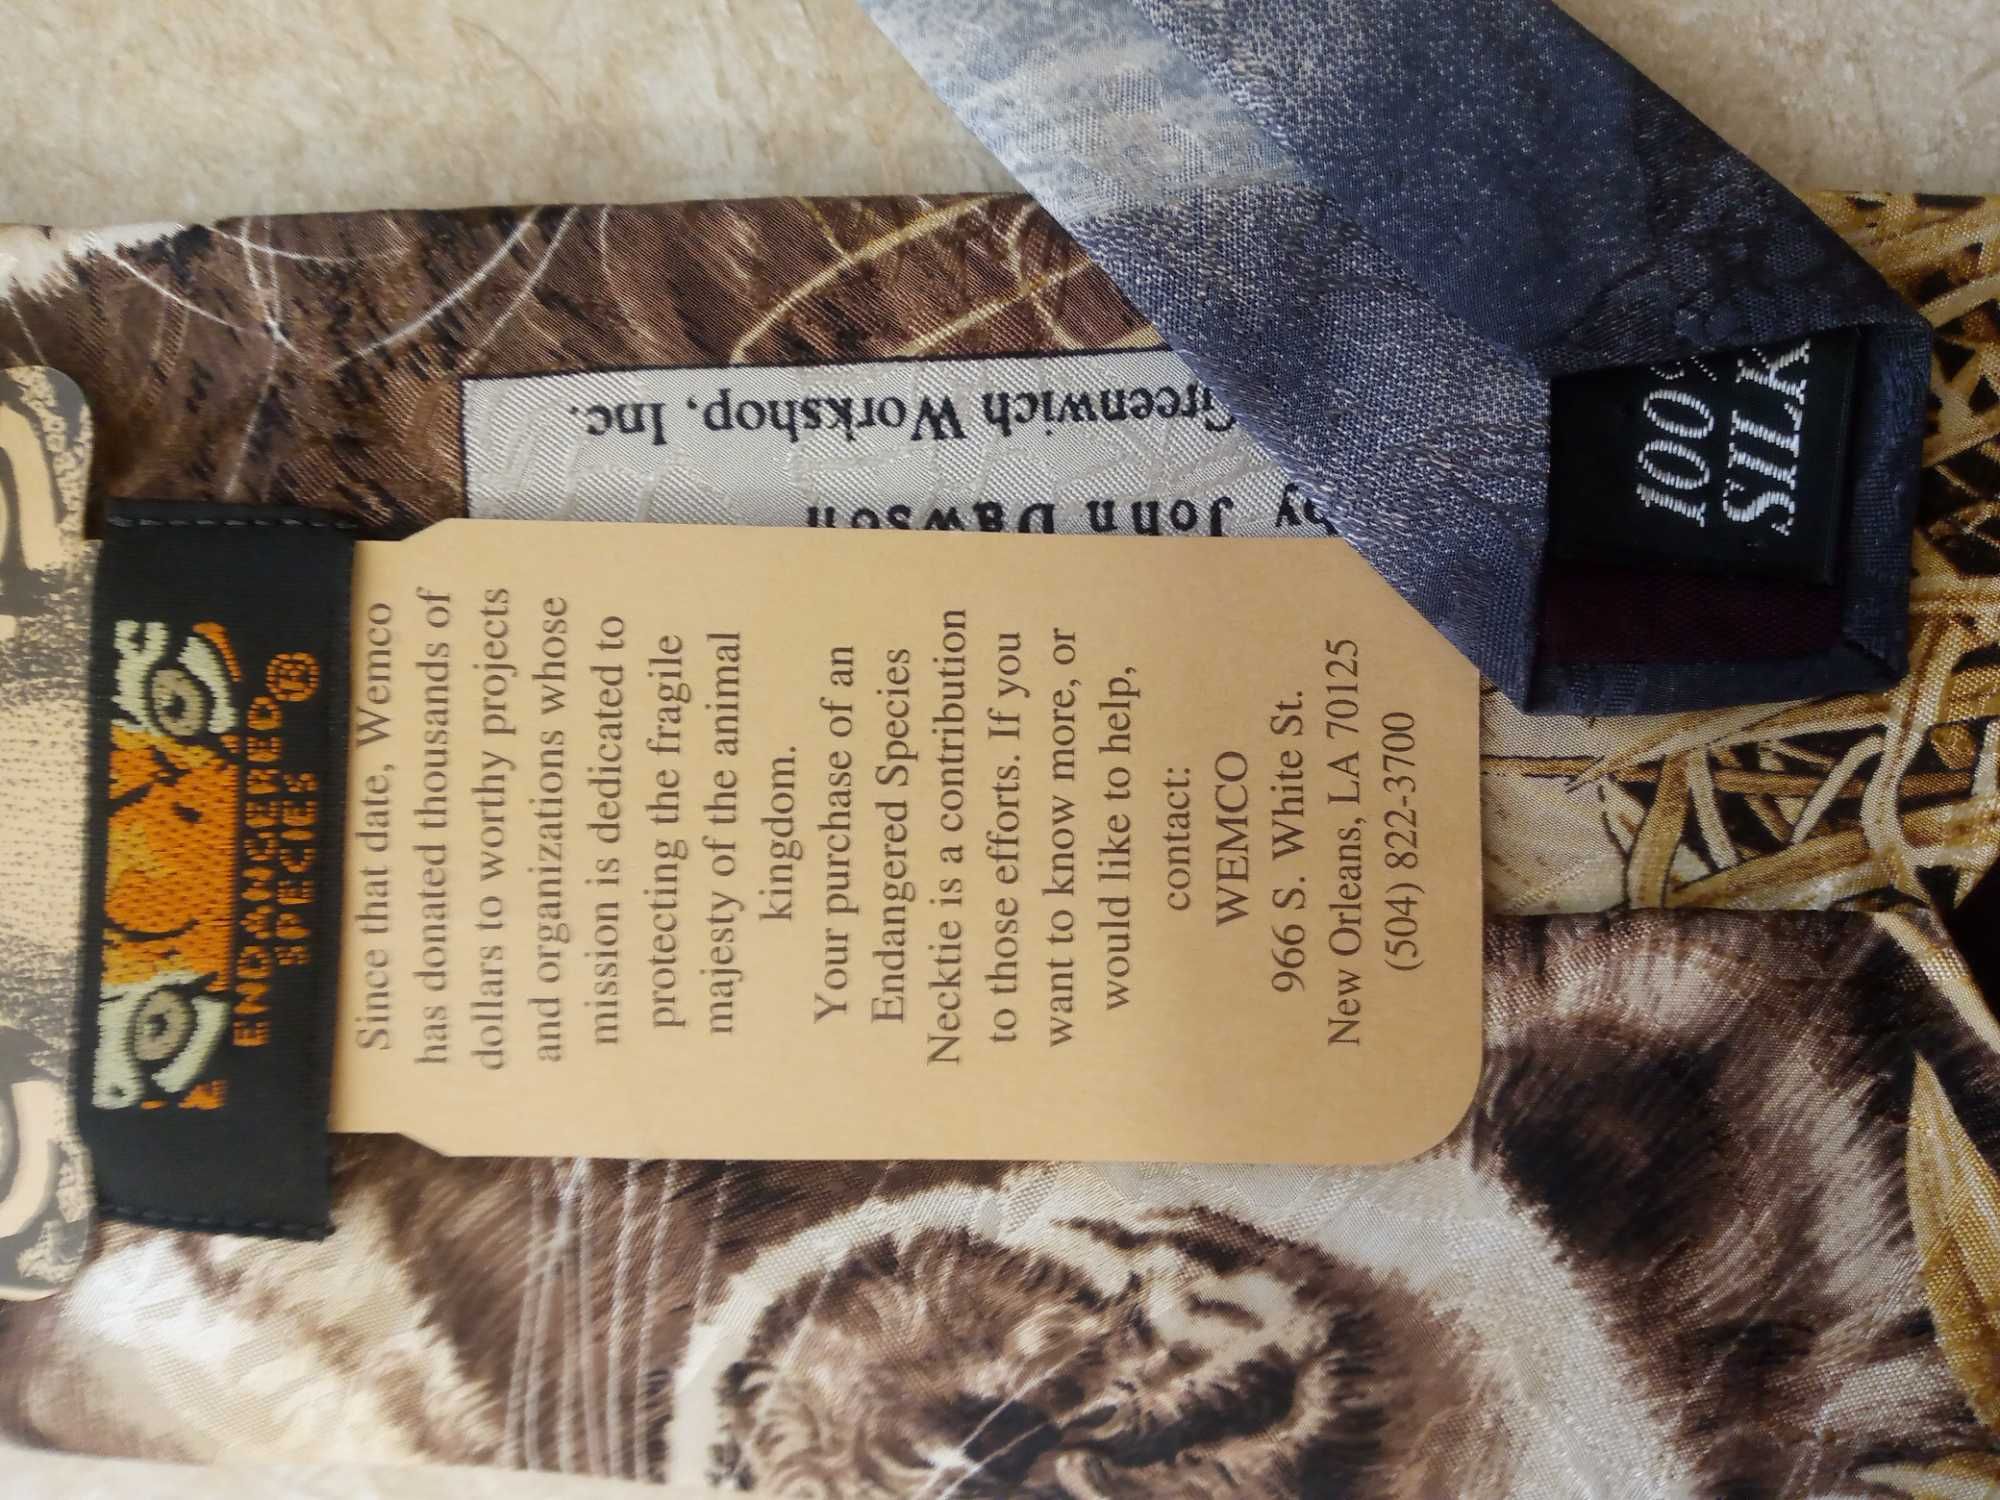 ENDANGERED
SPECIES
®
Since that date, Wemco
has donated thousands of
dollars to worthy projects
and organizations whose
mission is dedicated to
protecting the fragile
majesty of the animal
kingdom.
Your purchase of an
Endangered Species
Necktie is a contribution
to those efforts. If you
want to know more, or
would like to help,
contact:
WEMCO
966 S. White St.
New Orleans, LA 70125
(504) 822-3700
by John Dawson
Greenwich Workshop, Inc.
100%
SILK